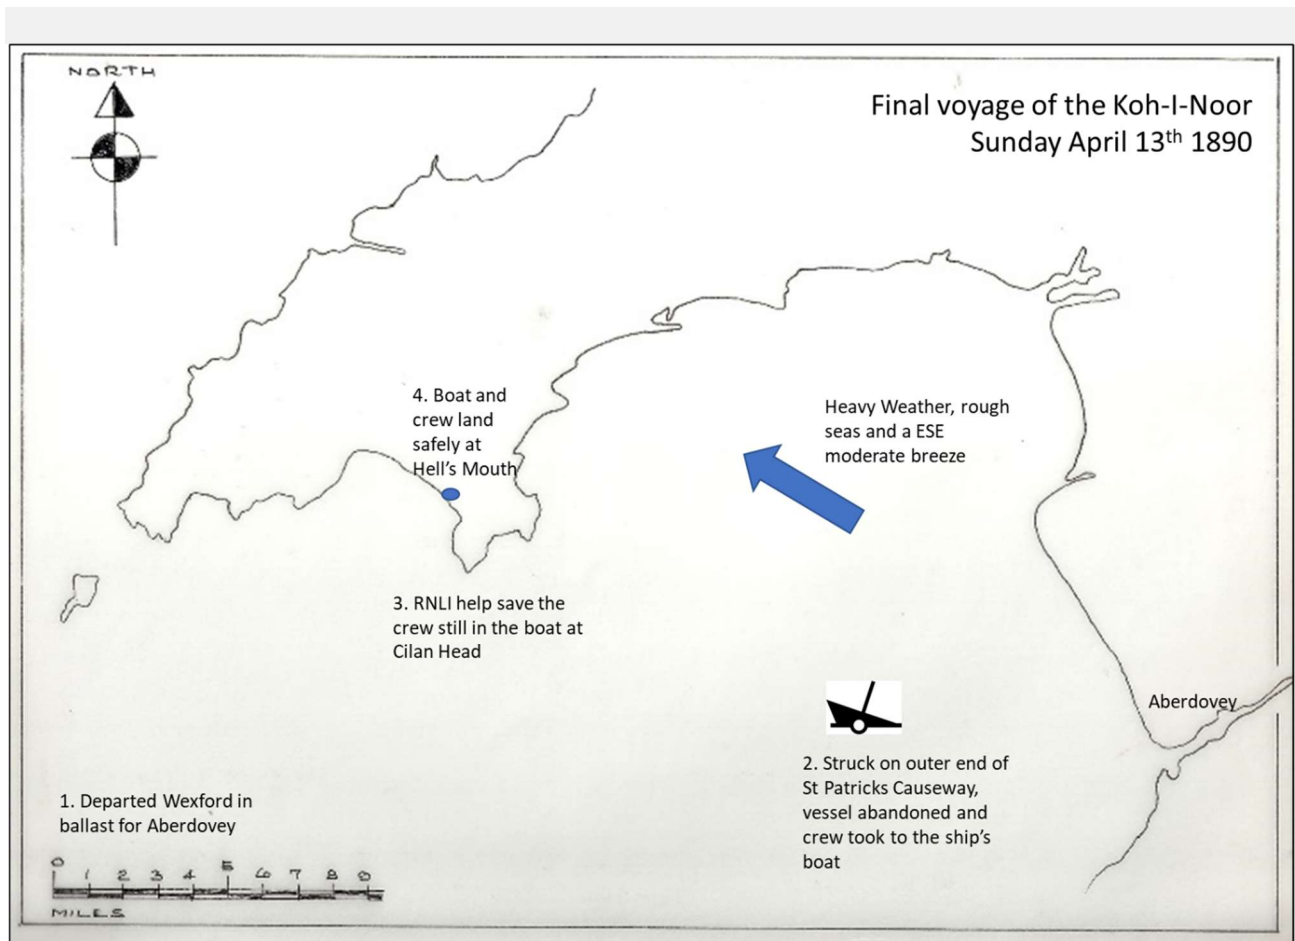 NORTH
Final voyage of the Koh-I-Noor
Sunday April 13th 1890
4. Boat and
crew land
safely at
Hell's Mouth
Heavy Weather, rough
seas and a ESE
moderate breeze
3. RNLI help save the
crew still in the boat at
Cilan Head
Aberdovey
2. Struck on outer end of
St Patricks Causeway,
vessel abandoned and
crew took to the ship's
boat
1. Departed Wexford in
ballast for Aberdovey
0 1 2 3 4 5 6 7 8 9
MILES